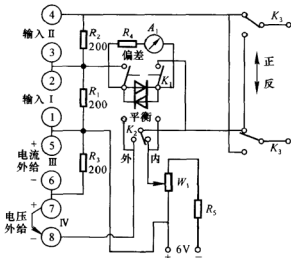 4
K₃
输入 II
R₂
200
R₄
A₁
3
偏差
正
反
2
K₁
输入 I
R₁
200
1
平衡
K₂
K₃
5
+
电流
外给
III
外
内
R₃
200
−
6
W₁
R₅
7
+
电压
外给
IV
−
8
+
6V
−